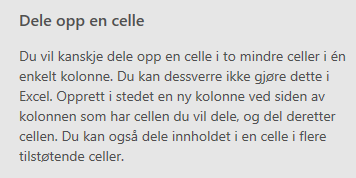 Dele opp en celle
Du vil kanskje dele opp en celle i to mindre celler i én
enkelt kolonne. Du kan dessverre ikke gjøre dette i
Excel. Opprett i stedet en ny kolonne ved siden av
kolonnen som har cellen du vil dele, og del deretter
cellen. Du kan også dele innholdet i en celle i flere
tilstøtende celler.